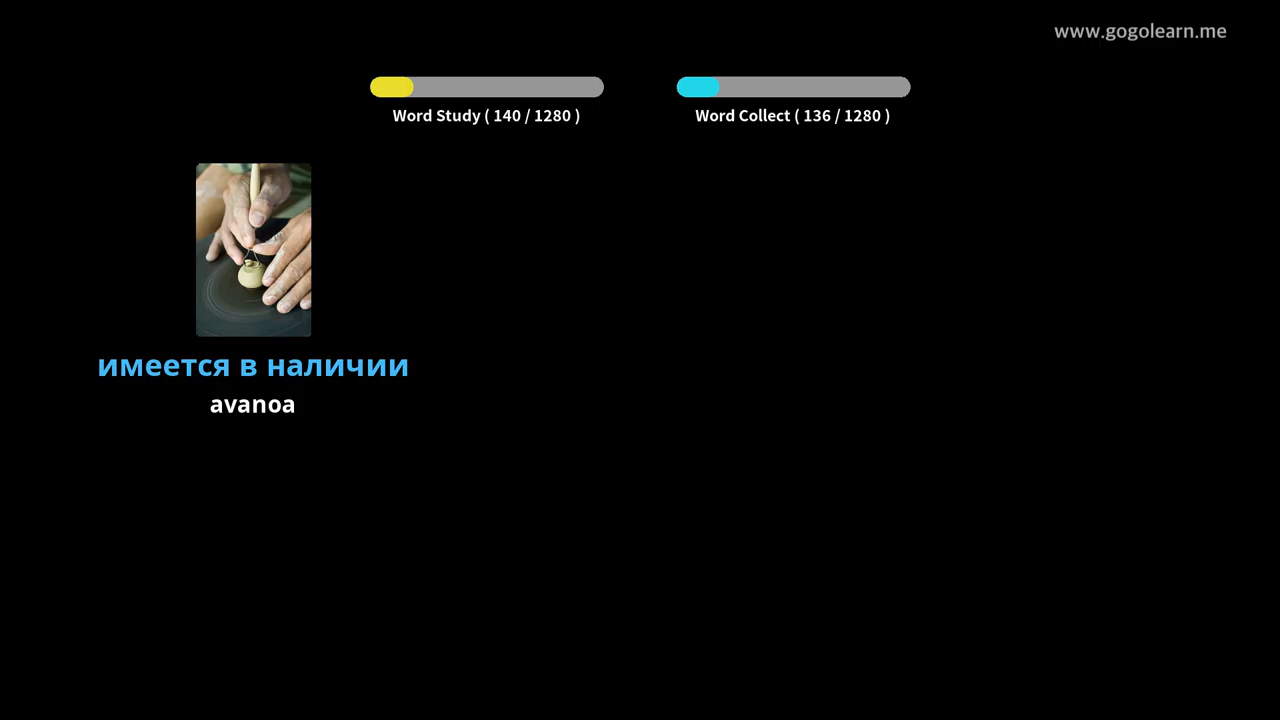 www.gogolearn.me
Word Study ( 140 / 1280 )
Word Collect ( 136 / 1280 )
имеется в наличии
avanoa